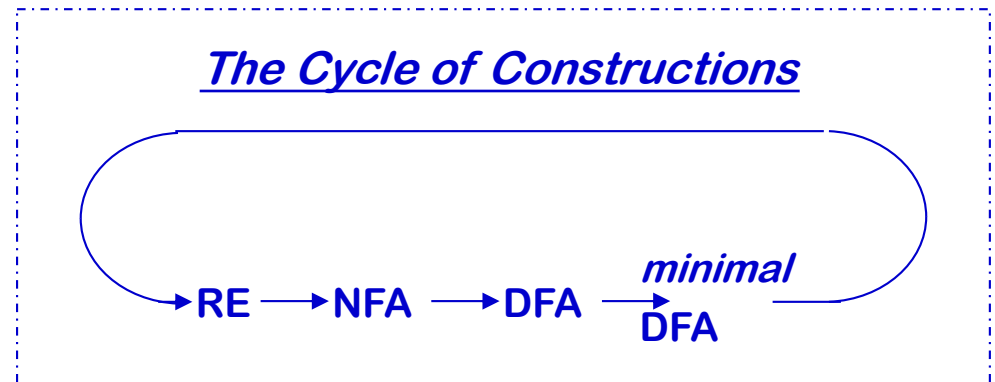 The Cycle of Constructions
minimal
RE NFA DFA DFA